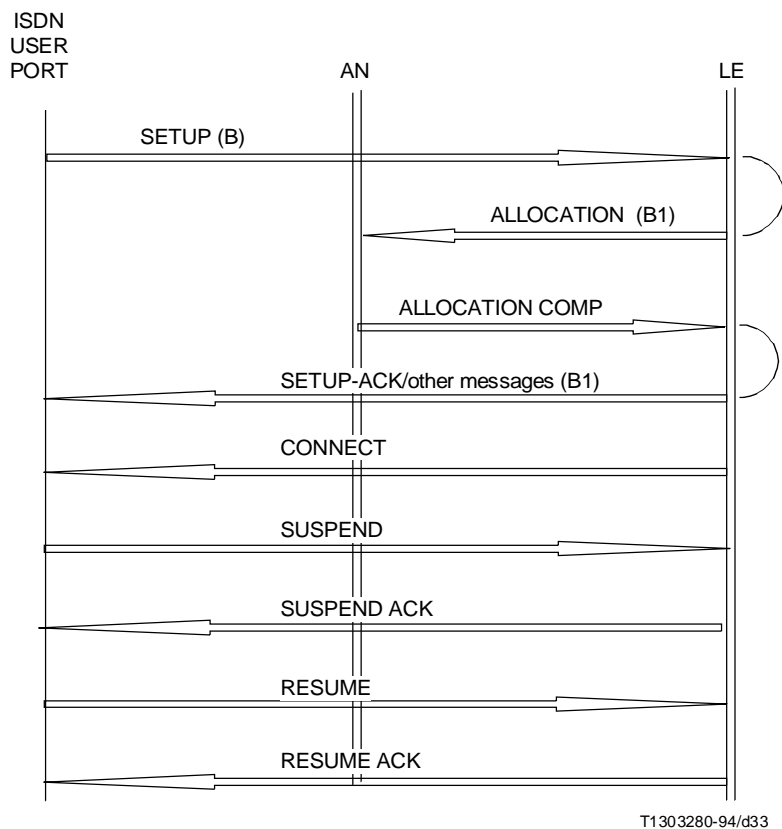 ISDN
USER
PORT
AN
LE
SETUP (B)
ALLOCATION (B1)
ALLOCATION COMP
SETUP-ACK/other messages (B1)
CONNECT
SUSPEND
SUSPEND ACK
RESUME
RESUME ACK
T1303280-94/d33